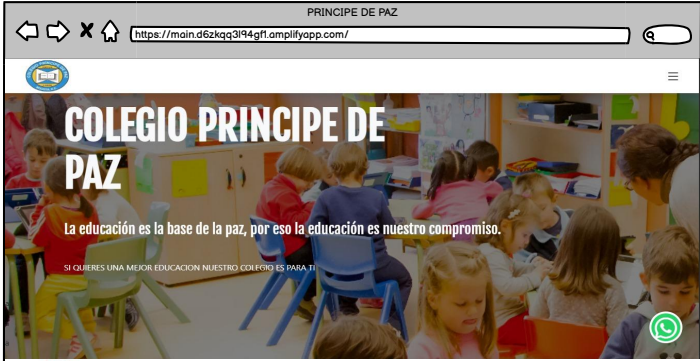 PRINCIPE DE PAZ
https://main.d6zkqq3l94gf1.amplifyapp.com/
COLEGIO PRINCIPE DE
PAZ
La educación es la base de la paz, por eso la educación es nuestro compromiso.
SI QUIERES UNA MEJOR EDUCACION NUESTRO COLEGIO ES PARA TI